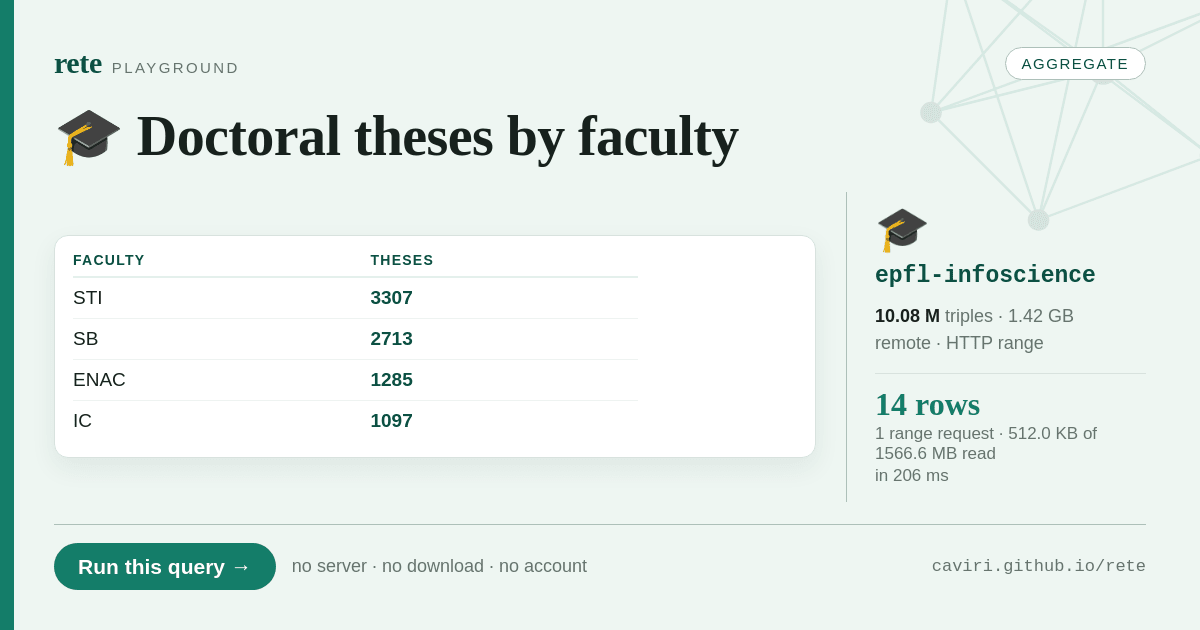 rete PLAYGROUND
AGGREGATE
🎓 Doctoral theses by faculty
FACULTY THESES
STI 3307
SB 2713
ENAC 1285
IC 1097
🎓
epfl-infoscience
10.08 M triples · 1.42 GB
remote · HTTP range
14 rows
1 range request · 512.0 KB of
1566.6 MB read
in 206 ms
Run this query →
no server · no download · no account
caviri.github.io/rete